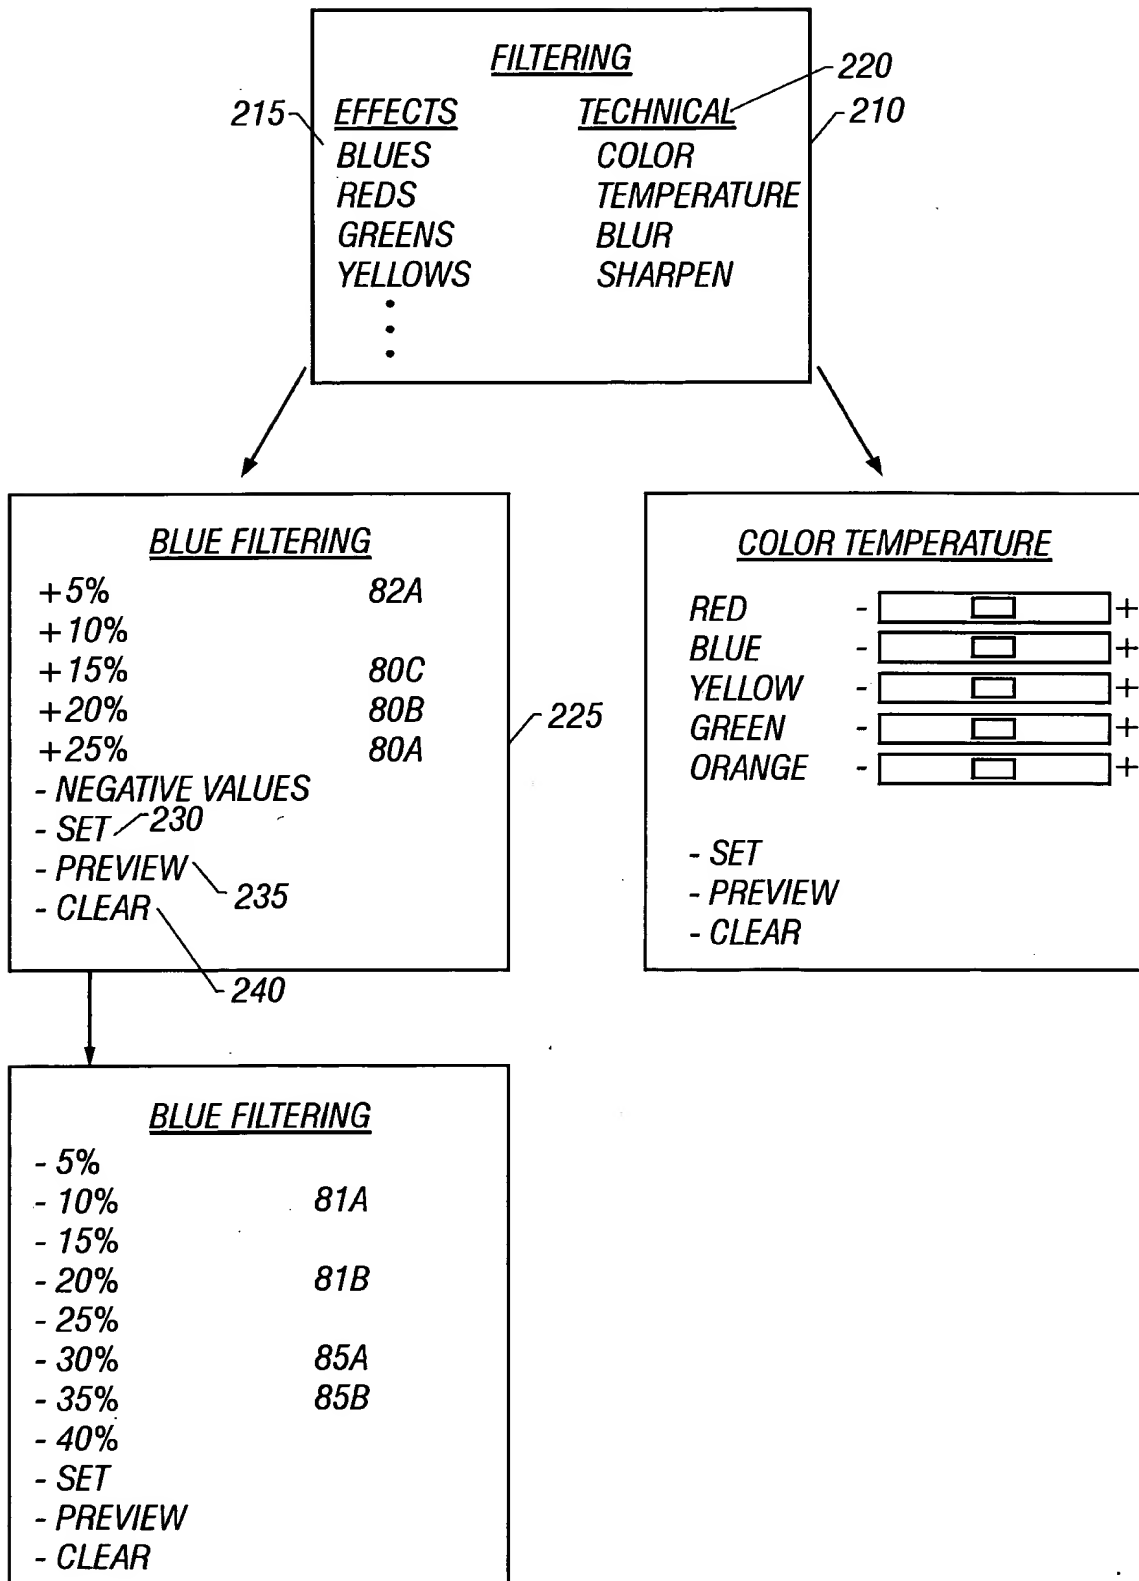 FILTERING
220
215 EFFECTS TECHNICAL 210
BLUES COLOR
REDS TEMPERATURE
GREENS BLUR
YELLOWS SHARPEN
BLUE FILTERING
+5% 82A
+10%
+15% 80C
+20% 80B
+25% 80A
- NEGATIVE VALUES
- SET 230
- PREVIEW
235
- CLEAR
225
240
COLOR TEMPERATURE
RED - +
BLUE - +
YELLOW - +
GREEN - +
ORANGE - +
- SET
- PREVIEW
- CLEAR
BLUE FILTERING
- 5%
- 10% 81A
- 15%
- 20% 81B
- 25%
- 30% 85A
- 35% 85B
- 40%
- SET
- PREVIEW
- CLEAR